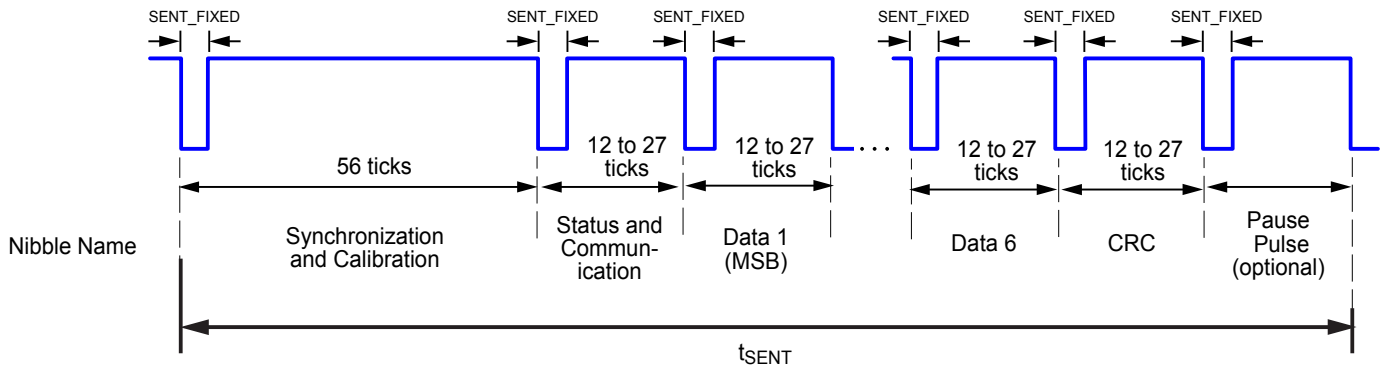 SENT_FIXED SENT_FIXED SENT_FIXED SENT_FIXED SENT_FIXED SENT_FIXED
12 to 27 ticks
12 to 27 ticks
12 to 27 ticks
12 to 27 ticks
56 ticks
Nibble Name
Synchronization
and Calibration
Status and
Commun-
ication
Data 1
(MSB)
. . .
Data 6
CRC
Pause
Pulse
(optional)
tSENT